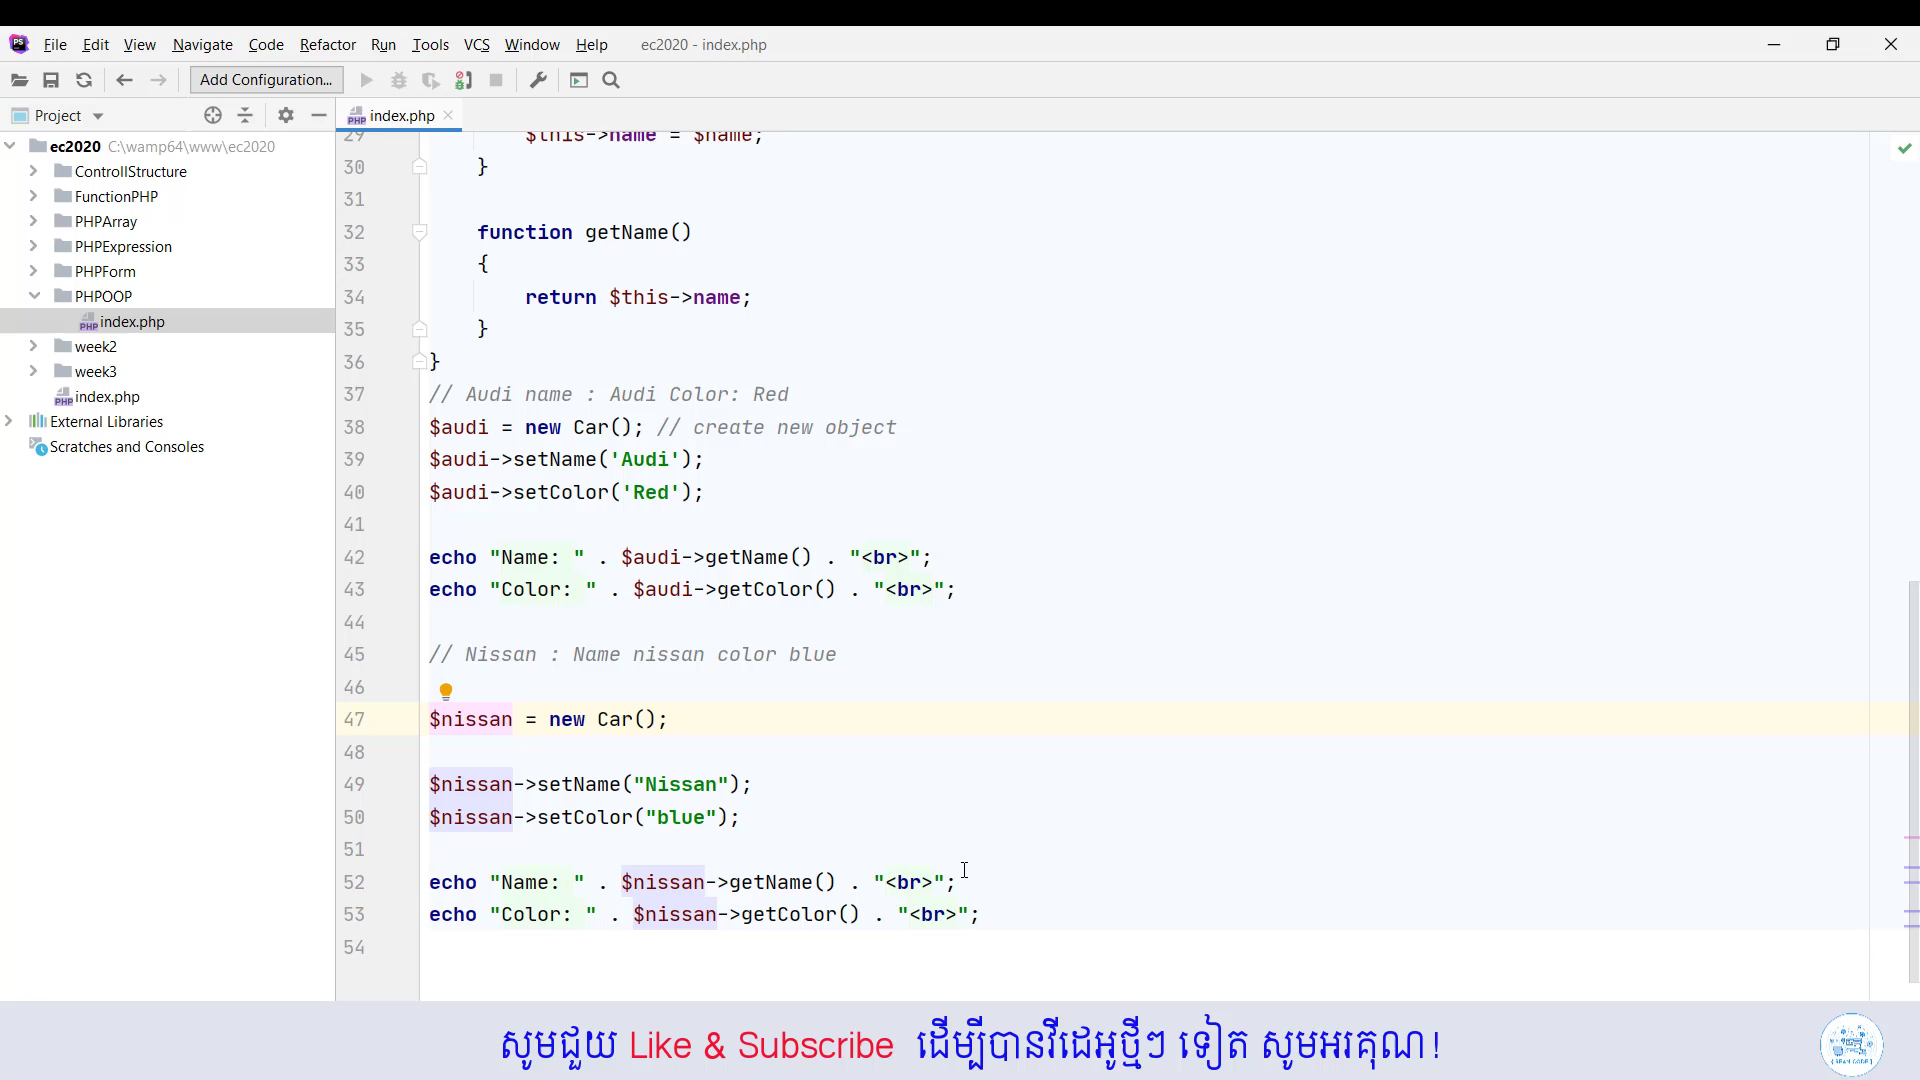 File Edit View Navigate Code Refactor Run Tools VCS Window Help ec2020 - index.php
Add Configuration...
Project
index.php
ec2020 C:\wamp64\www\ec2020
ControllStructure
FunctionPHP
PHPArray
PHPExpression
PHPForm
PHPOOP
index.php
week2
week3
index.php
External Libraries
Scratches and Consoles
29 $this->name = $name;
30 }
31
32 function getName()
33 {
34 return $this->name;
35 }
36 }
37 // Audi name : Audi Color: Red
38 $audi = new Car(); // create new object
39 $audi->setName('Audi');
40 $audi->setColor('Red');
41
42 echo "Name: " . $audi->getName() . "<br>";
43 echo "Color: " . $audi->getColor() . "<br>";
44
45 // Nissan : Name nissan color blue
46
47 $nissan = new Car();
48
49 $nissan->setName("Nissan");
50 $nissan->setColor("blue");
51
52 echo "Name: " . $nissan->getName() . "<br>";
53 echo "Color: " . $nissan->getColor() . "<br>";
54
សូមជួយ Like & Subscribe ដើម្បីបានវីដេអូថ្មីៗ ទៀត សូមអរគុណ!